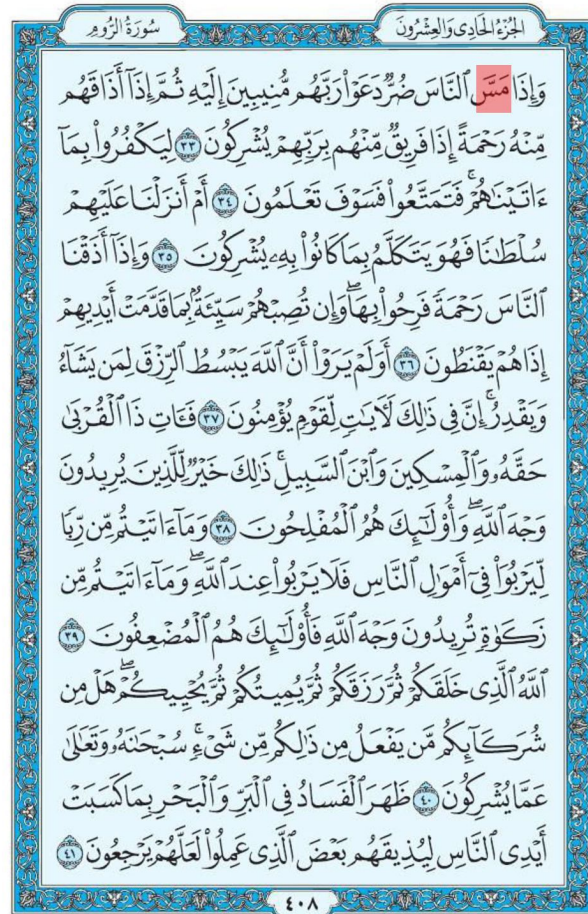 الجُزْءُ الحَادِى وَالعِشْرُونَ سُورَةُ الرُّومِ
وَإِذَا مَسَّ ٱلنَّاسَ ضُرٌّ دَعَوْا۟ رَبَّهُم مُّنِيبِينَ إِلَيْهِ ثُمَّ إِذَآ أَذَاقَهُم
مِّنْهُ رَحْمَةً إِذَا فَرِيقٌ مِّنْهُم بِرَبِّهِمْ يُشْرِكُونَ ٣٣ لِيَكْفُرُوا۟ بِمَآ
ءَاتَيْنَـٰهُمْ ۚ فَتَمَتَّعُوا۟ فَسَوْفَ تَعْلَمُونَ ٣٤ أَمْ أَنزَلْنَا عَلَيْهِمْ
سُلْطَـٰنًا فَهُوَ يَتَكَلَّمُ بِمَا كَانُوا۟ بِهِۦ يُشْرِكُونَ ٣٥ وَإِذَآ أَذَقْنَا
ٱلنَّاسَ رَحْمَةً فَرِحُوا۟ بِهَا ۖ وَإِن تُصِبْهُمْ سَيِّئَةٌۢ بِمَا قَدَّمَتْ أَيْدِيهِمْ
إِذَا هُمْ يَقْنَطُونَ ٣٦ أَوَلَمْ يَرَوْا۟ أَنَّ ٱللَّهَ يَبْسُطُ ٱلرِّزْقَ لِمَن يَشَآءُ
وَيَقْدِرُ ۚ إِنَّ فِى ذَٰلِكَ لَـَٔايَـٰتٍ لِّقَوْمٍ يُؤْمِنُونَ ٣٧ فَـَٔاتِ ذَا ٱلْقُرْبَىٰ
حَقَّهُۥ وَٱلْمِسْكِينَ وَٱبْنَ ٱلسَّبِيلِ ۚ ذَٰلِكَ خَيْرٌ لِّلَّذِينَ يُرِيدُونَ
وَجْهَ ٱللَّهِ ۖ وَأُو۟لَـٰٓئِكَ هُمُ ٱلْمُفْلِحُونَ ٣٨ وَمَآ ءَاتَيْتُم مِّن رِّبًا
لِّيَرْبُوَا۟ فِىٓ أَمْوَٰلِ ٱلنَّاسِ فَلَا يَرْبُوا۟ عِندَ ٱللَّهِ ۖ وَمَآ ءَاتَيْتُم مِّن
زَكَوٰةٍ تُرِيدُونَ وَجْهَ ٱللَّهِ فَأُو۟لَـٰٓئِكَ هُمُ ٱلْمُضْعِفُونَ ٣٩
ٱللَّهُ ٱلَّذِى خَلَقَكُمْ ثُمَّ رَزَقَكُمْ ثُمَّ يُمِيتُكُمْ ثُمَّ يُحْيِيكُمْ ۖ هَلْ مِن
شُرَكَآئِكُم مَّن يَفْعَلُ مِن ذَٰلِكُم مِّن شَىْءٍ ۚ سُبْحَـٰنَهُۥ وَتَعَـٰلَىٰ
عَمَّا يُشْرِكُونَ ٤٠ ظَهَرَ ٱلْفَسَادُ فِى ٱلْبَرِّ وَٱلْبَحْرِ بِمَا كَسَبَتْ
أَيْدِى ٱلنَّاسِ لِيُذِيقَهُم بَعْضَ ٱلَّذِى عَمِلُوا۟ لَعَلَّهُمْ يَرْجِعُونَ ٤١
٤٠٨